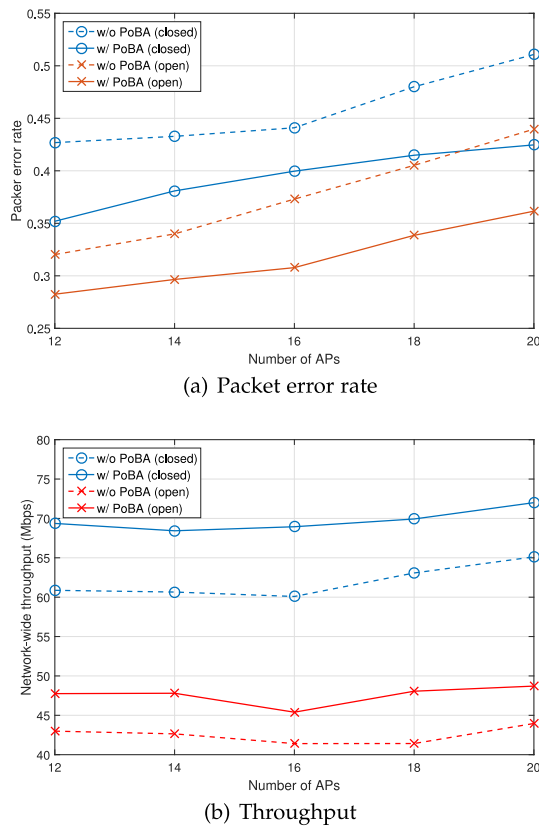 0.55
0.5
0.45
0.4
0.35
0.3
0.25
Packer error rate
w/o PoBA (closed)
w/ PoBA (closed)
w/o PoBA (open)
w/ PoBA (open)
12
14
16
18
20
Number of APs
(a) Packet error rate
80
75
70
65
60
55
50
45
40
Network-wide throughput (Mbps)
w/o PoBA (closed)
w/ PoBA (closed)
w/o PoBA (open)
w/ PoBA (open)
12
14
16
18
20
Number of APs
(b) Throughput